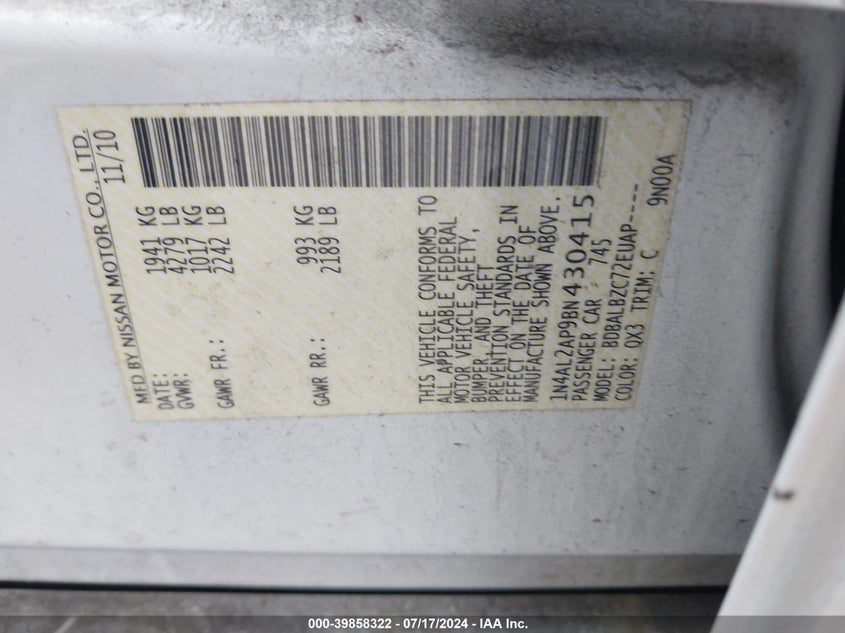 MFD BY NISSAN MOTOR CO., LTD.
DATE: 11/10
GVWR: 1941 KG
4279 LB
GAWR FR.: 1017 KG
2242 LB
GAWR RR.: 993 KG
2189 LB
THIS VEHICLE CONFORMS TO
ALL APPLICABLE FEDERAL
MOTOR VEHICLE SAFETY,
BUMPER, AND THEFT
PREVENTION STANDARDS IN
EFFECT ON THE DATE OF
MANUFACTURE SHOWN ABOVE.
1N4AL2AP9BN430415
PASSENGER CAR 745
MODEL: BDBALBZC72EUAP----
COLOR: QX3 TRIM: C 9N00A
000-39858322 - 07/17/2024 - IAA Inc.